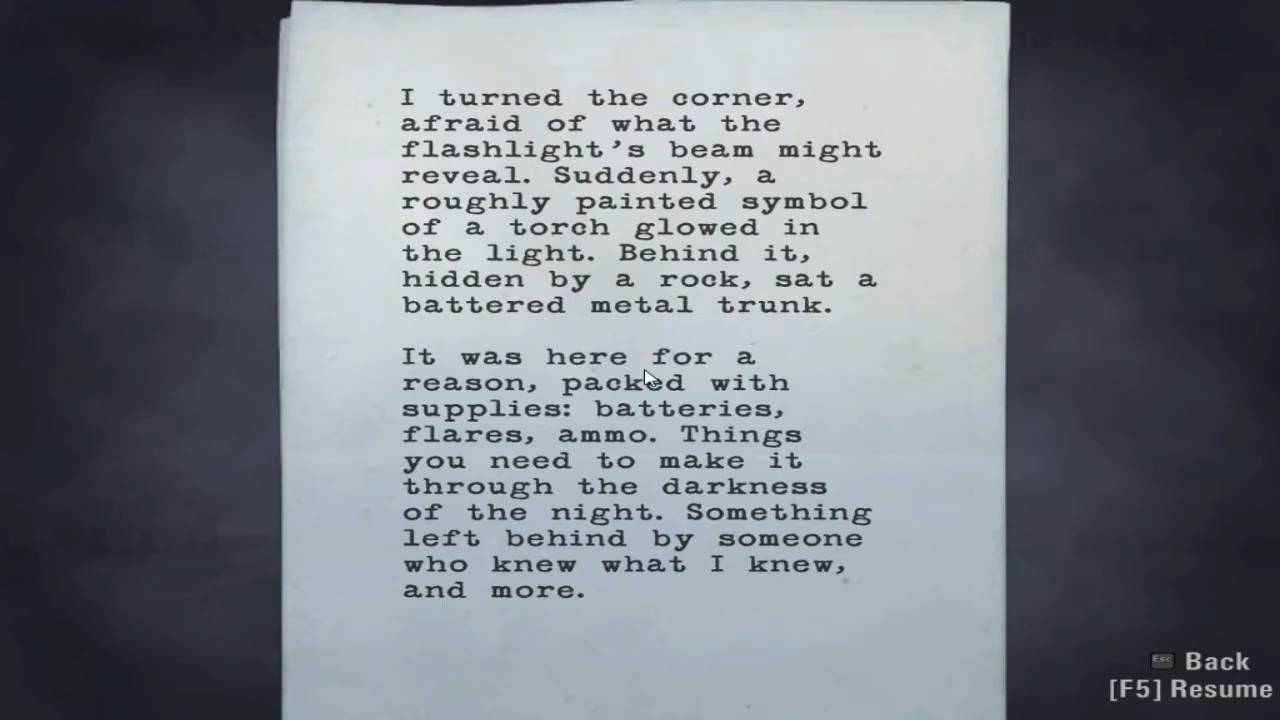 I turned the corner,
afraid of what the
flashlight's beam might
reveal. Suddenly, a
roughly painted symbol
of a torch glowed in
the light. Behind it,
hidden by a rock, sat a
battered metal trunk.
It was here for a
reason, packed with
supplies: batteries,
flares, ammo. Things
you need to make it
through the darkness
of the night. Something
left behind by someone
who knew what I knew,
and more.
Esc Back
[F5] Resume